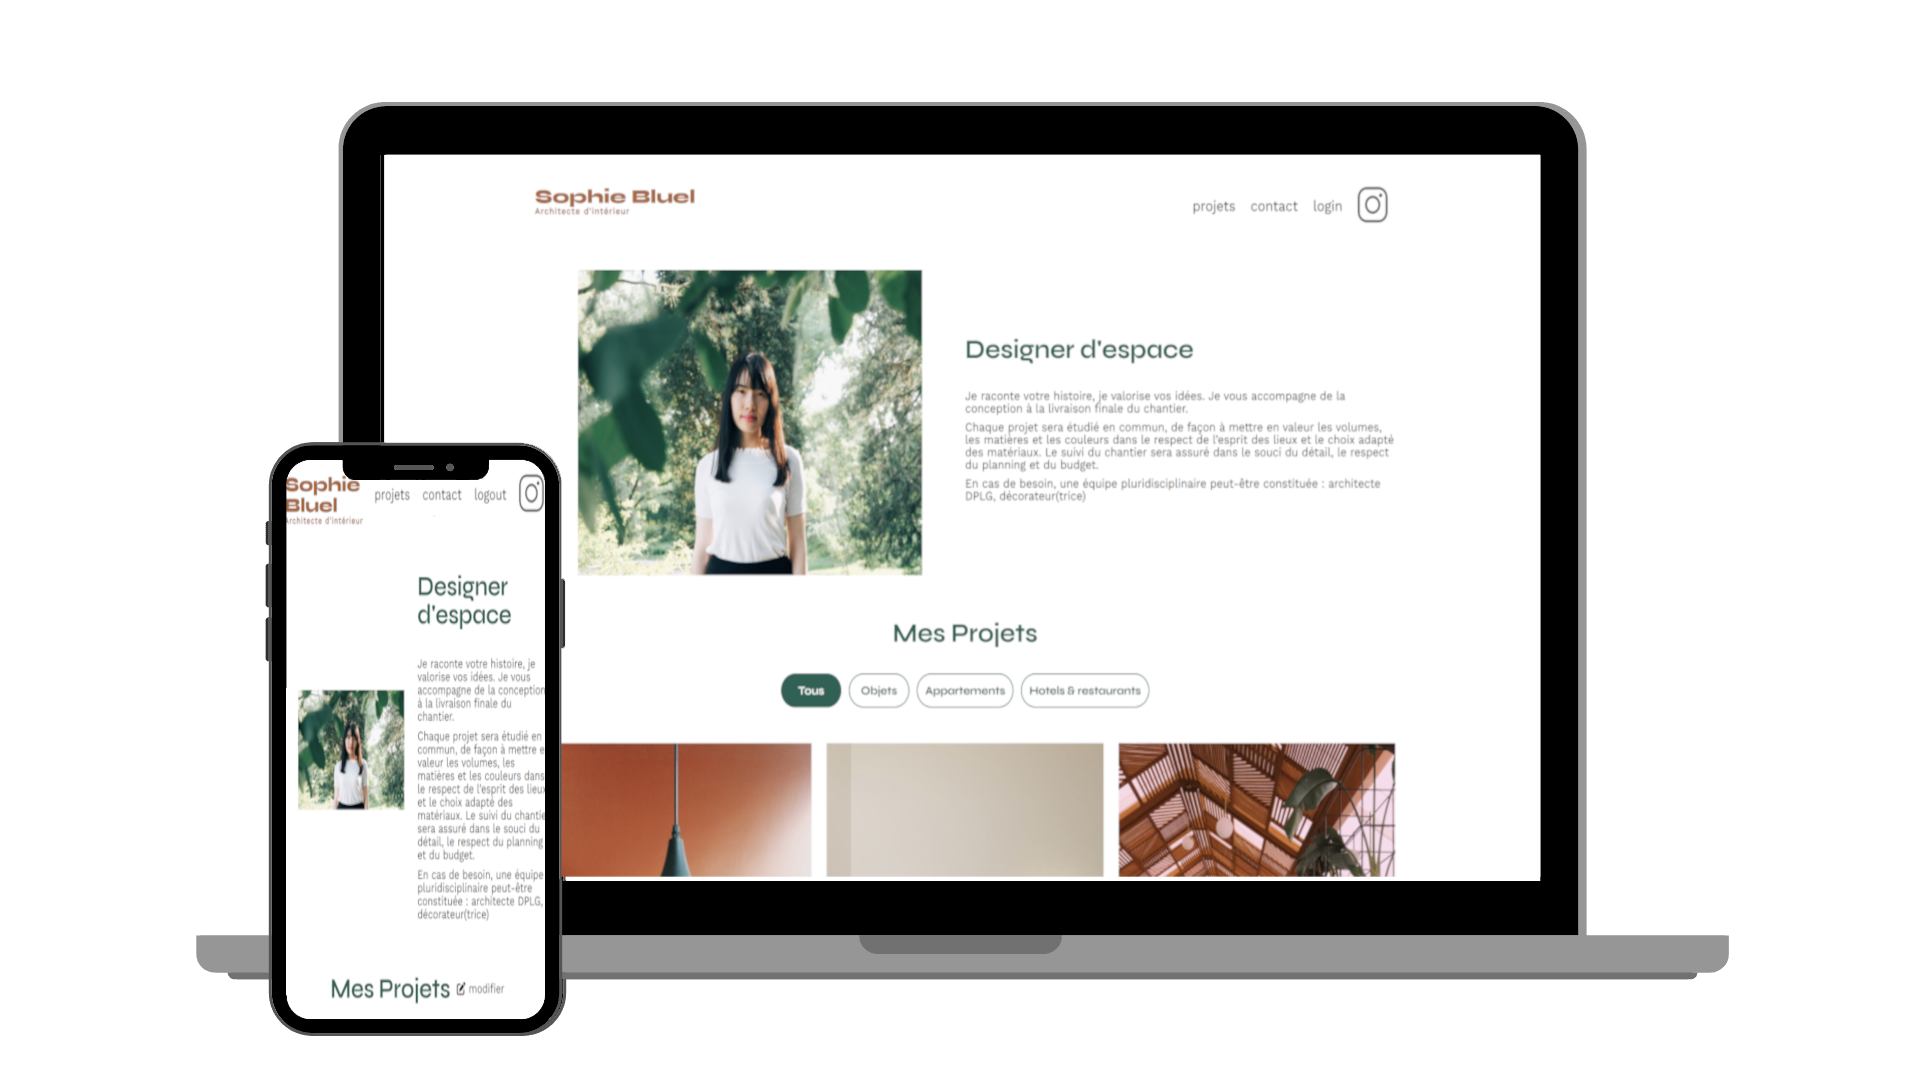 Sophie Bluel
Architecte d'intérieur
projets contact login
Designer d'espace
Je raconte votre histoire, je valorise vos idées. Je vous accompagne de la
conception à la livraison finale du chantier.
Chaque projet sera étudié en commun, de façon à mettre en valeur les volumes,
les matières et les couleurs dans le respect de l'esprit des lieux et le choix adapté
des matériaux. Le suivi du chantier sera assuré dans le souci du détail, le respect
du planning et du budget.
En cas de besoin, une équipe pluridisciplinaire peut-être constituée : architecte
DPLG, décorateur(trice)
Mes Projets
Tous Objets Appartements Hotels & restaurants
Sophie
Bluel
Architecte d'intérieur
projets contact logout
Designer
d'espace
Je raconte votre histoire, je
valorise vos idées. Je vous
accompagne de la conception
à la livraison finale du
chantier.
Chaque projet sera étudié en
commun, de façon à mettre e
valeur les volumes, les
matières et les couleurs dans
le respect de l'esprit des lieux
et le choix adapté des
matériaux. Le suivi du chantie
sera assuré dans le souci du
détail, le respect du planning
et du budget.
En cas de besoin, une équipe
pluridisciplinaire peut-être
constituée : architecte DPLG,
décorateur(trice)
Mes Projets modifier